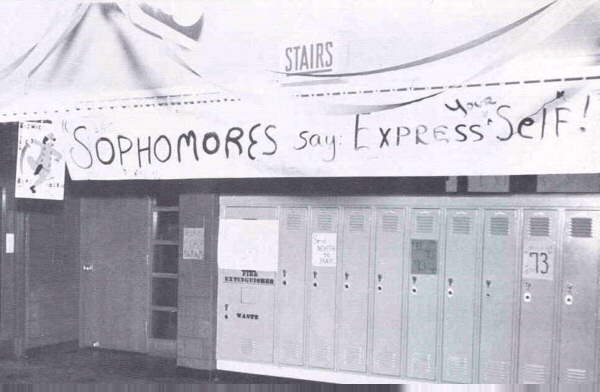 STAIRS
"SOPHOMORES say: EXPRESS Your SElF!
FIRE
EXTINGUISHER
WASTE
73